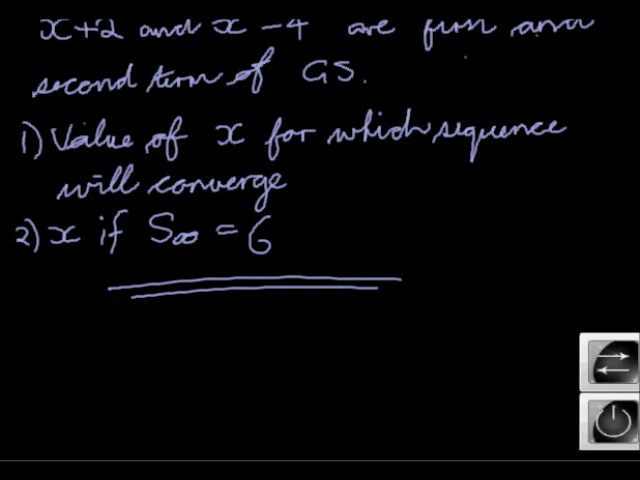 x+2 and x -4 are first and
second term of GS.
1) Value of x for which sequence
will converge
2) x if S∞ = 6